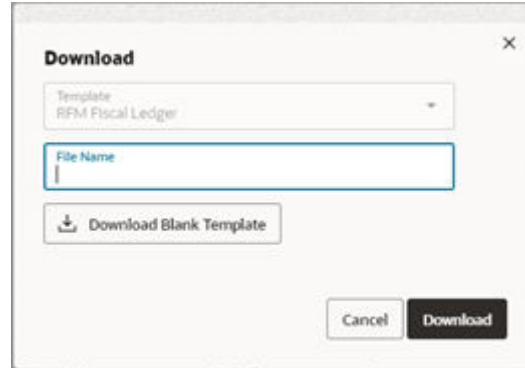 Download
Template
RFM Fiscal Ledger
File Name
Download Blank Template
Cancel
Download